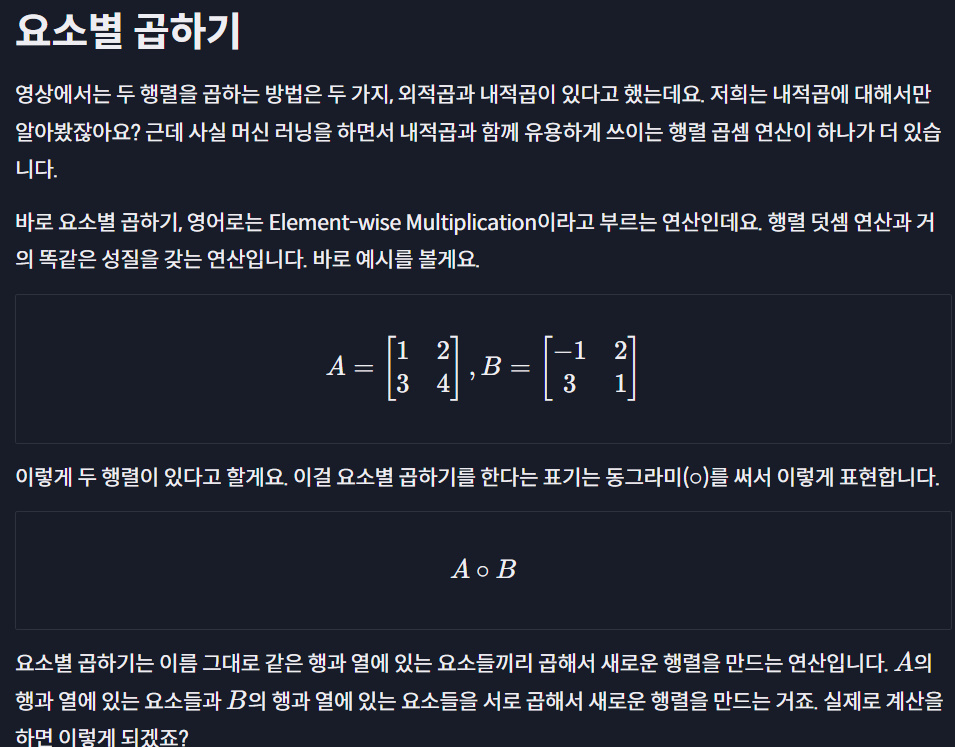 요소별 곱하기
영상에서는 두 행렬을 곱하는 방법은 두 가지, 외적곱과 내적곱이 있다고 했는데요. 저희는 내적곱에 대해서만
알아봤잖아요? 근데 사실 머신 러닝을 하면서 내적곱과 함께 유용하게 쓰이는 행렬 곱셈 연산이 하나가 더 있습
니다.
바로 요소별 곱하기, 영어로는 Element-wise Multiplication이라고 부르는 연산인데요. 행렬 덧셈 연산과 거
의 똑같은 성질을 갖는 연산입니다. 바로 예시를 볼게요.
A = [1 2; 3 4], B = [−1 2; 3 1]
이렇게 두 행렬이 있다고 할게요. 이걸 요소별 곱하기를 한다는 표기는 동그라미(○)를 써서 이렇게 표현합니다.
A ∘ B
요소별 곱하기는 이름 그대로 같은 행과 열에 있는 요소들끼리 곱해서 새로운 행렬을 만드는 연산입니다. A의
행과 열에 있는 요소들과 B의 행과 열에 있는 요소들을 서로 곱해서 새로운 행렬을 만드는 거죠. 실제로 계산을
하면 이렇게 되겠죠?